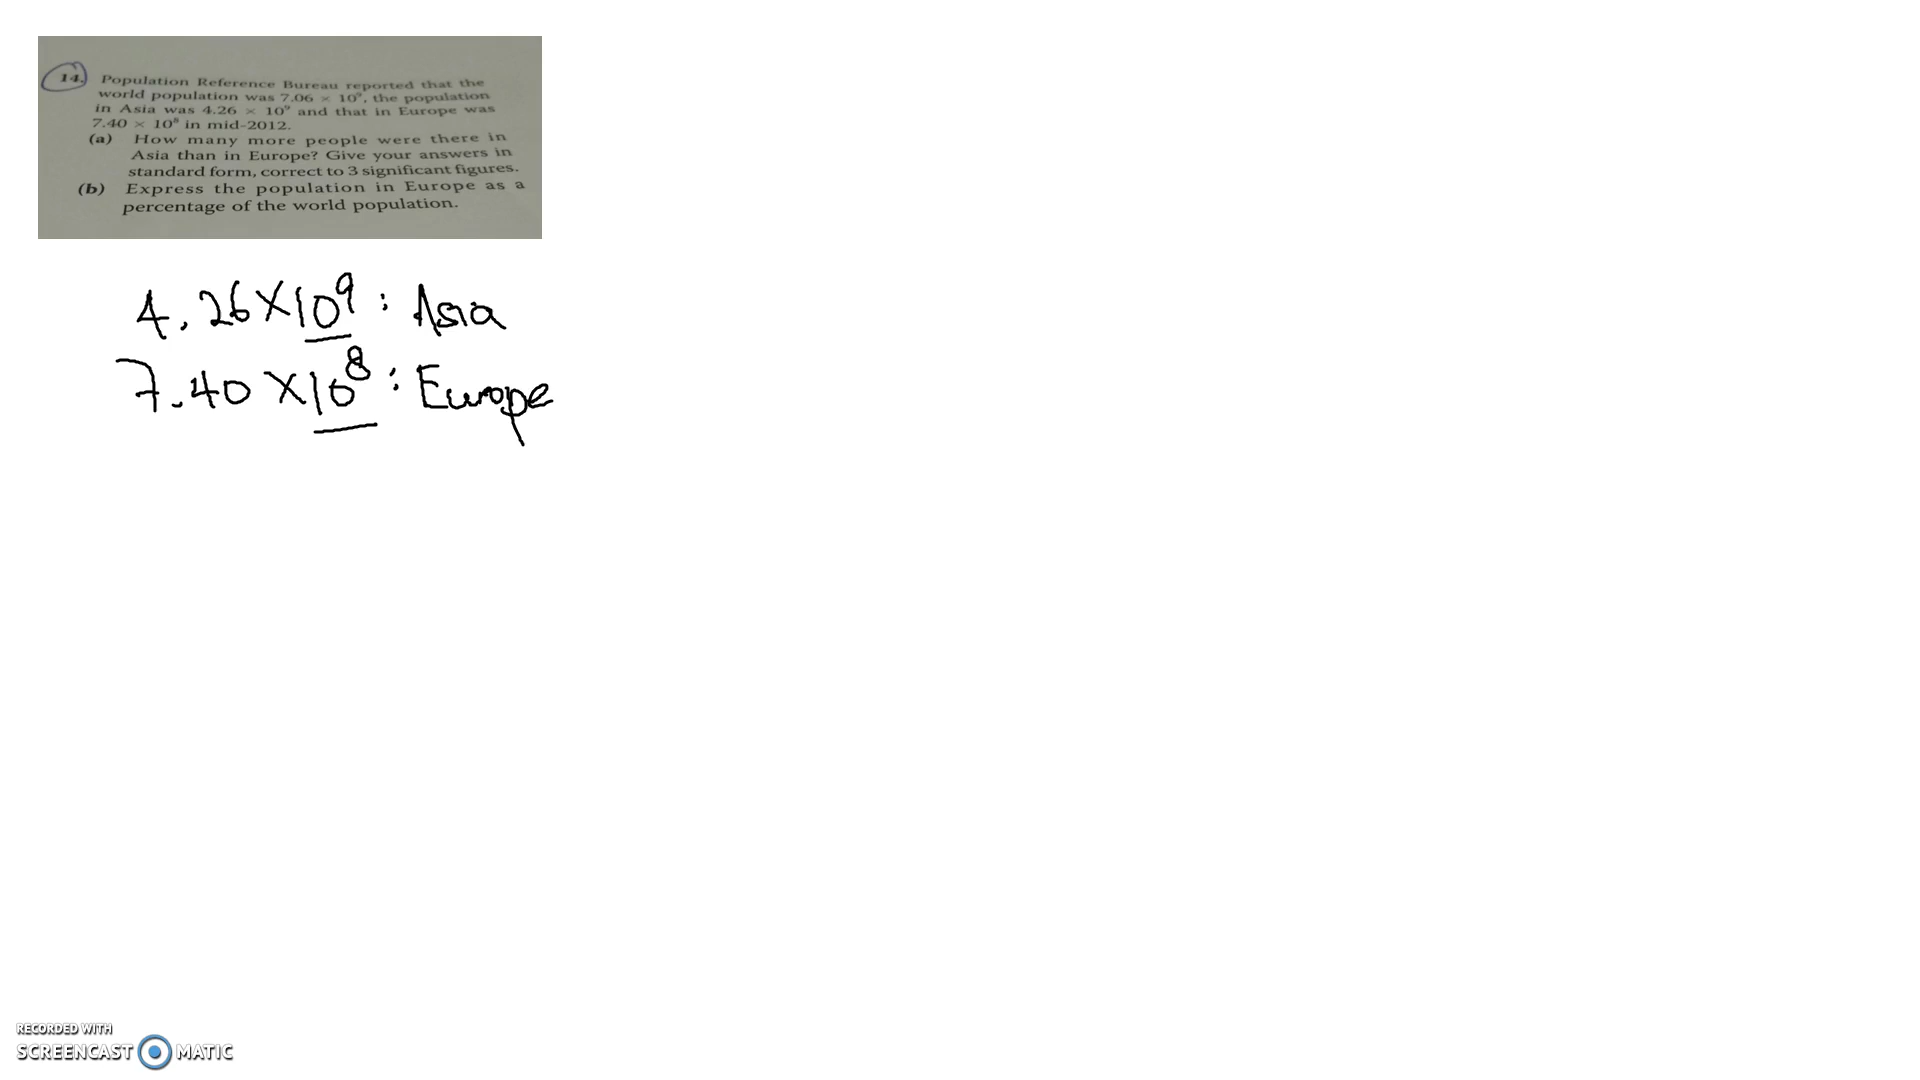 14. Population Reference Bureau reported that the
world population was 7.06 × 10⁹, the population
in Asia was 4.26 × 10⁹ and that in Europe was
7.40 × 10⁸ in mid-2012.
(a) How many more people were there in
Asia than in Europe? Give your answers in
standard form, correct to 3 significant figures.
(b) Express the population in Europe as a
percentage of the world population.
4.26×10⁹ : Asia
7.40×10⁸ : Europe
RECORDED WITH
SCREENCAST MATIC